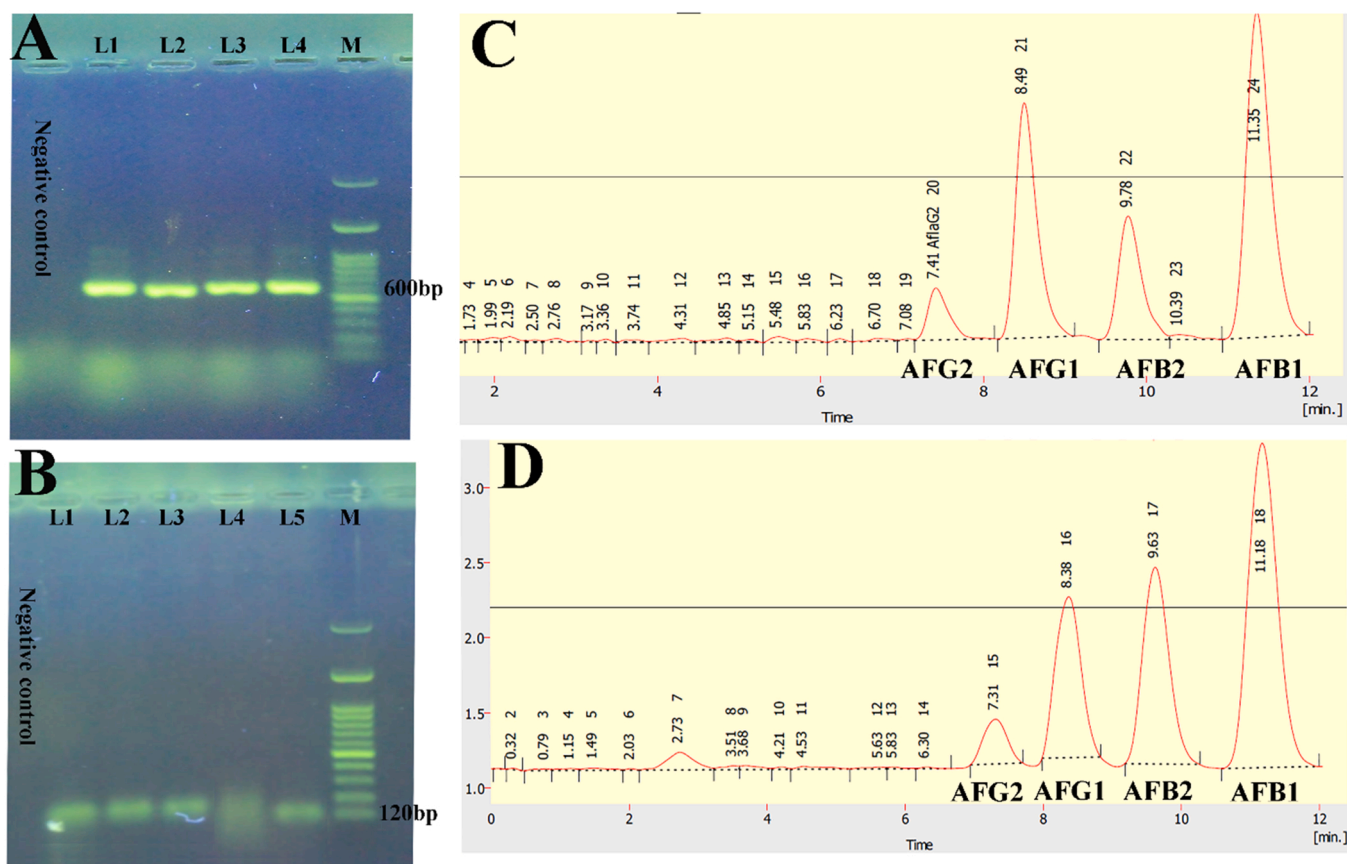 A
L1 L2 L3 L4 M
Negative control
600bp
B
L1 L2 L3 L4 L5 M
Negative control
120bp
C
1.73 4
1.99 5
2.19 6
2.50 7
2.76 8
3.17 9
3.36 10
3.74 11
4.31 12
4.85 13
5.15 14
5.48 15
5.83 16
6.23 17
6.70 18
7.08 19
7.41 AflaG2 20
8.49 21
9.78 22
10.39 23
11.35 24
AFG2 AFG1 AFB2 AFB1
2 4 6 8 10 12
Time
[min.]
D
3.0
2.5
2.0
1.5
1.0
0.32 2
0.79 3
1.15 4
1.49 5
2.03 6
2.73 7
3.51 8
3.68 9
4.21 10
4.53 11
5.63 12
5.83 13
6.30 14
7.31 15
8.38 16
9.63 17
11.18 18
AFG2 AFG1 AFB2 AFB1
0 2 4 6 8 10 12
Time
[min.]